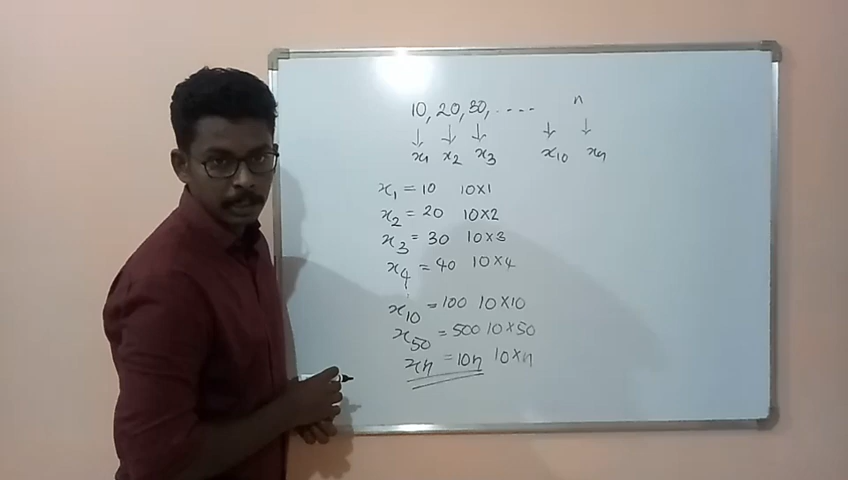 10, 20, 30, .... n
↓ ↓ ↓ ↓ ↓
x₁ x₂ x₃ x₁₀ xₙ
x₁ = 10 10×1
x₂ = 20 10×2
x₃ = 30 10×3
x₄ = 40 10×4
x₁₀ = 100 10×10
x₅₀ = 500 10×50
xₙ = 10n 10×n